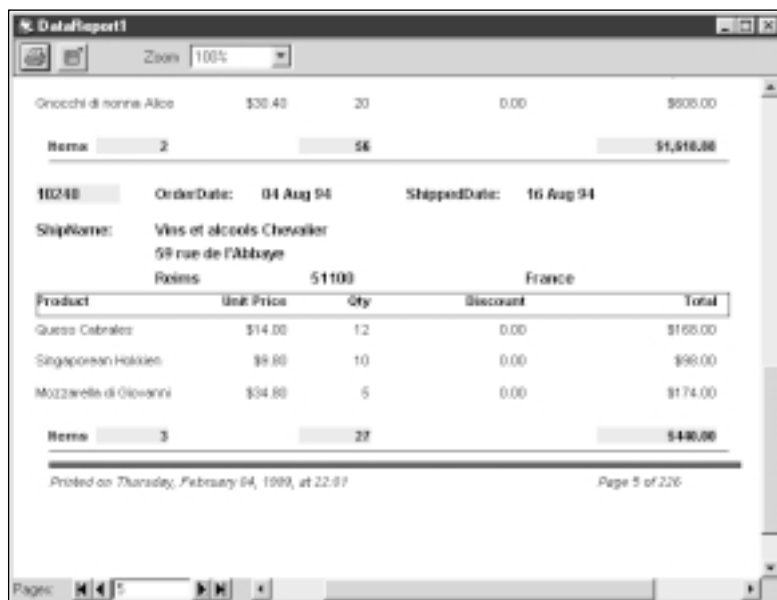 DataReport1
Zoom 100%
Gnocchi di nonna Alice $30.40 20 0.00 $608.00
Items 2 56
10248 OrderDate: 04 Aug 94 ShippedDate: 16 Aug 94
ShipName: Vins et alcools Chevalier
59 rue de l'Abbaye
Reims 51100 France
Product Unit Price Qty Discount Total
Queso Cabrales $14.00 12 0.00 $168.00
Singaporean Hokkien $9.80 10 0.00 $98.00
Mozzarella di Giovanni $34.80 5 0.00 $174.00
Items 3 27 $440.00
Printed on Thursday, February 04, 1999, at 22:01 Page 5 of 226
Pages: 5